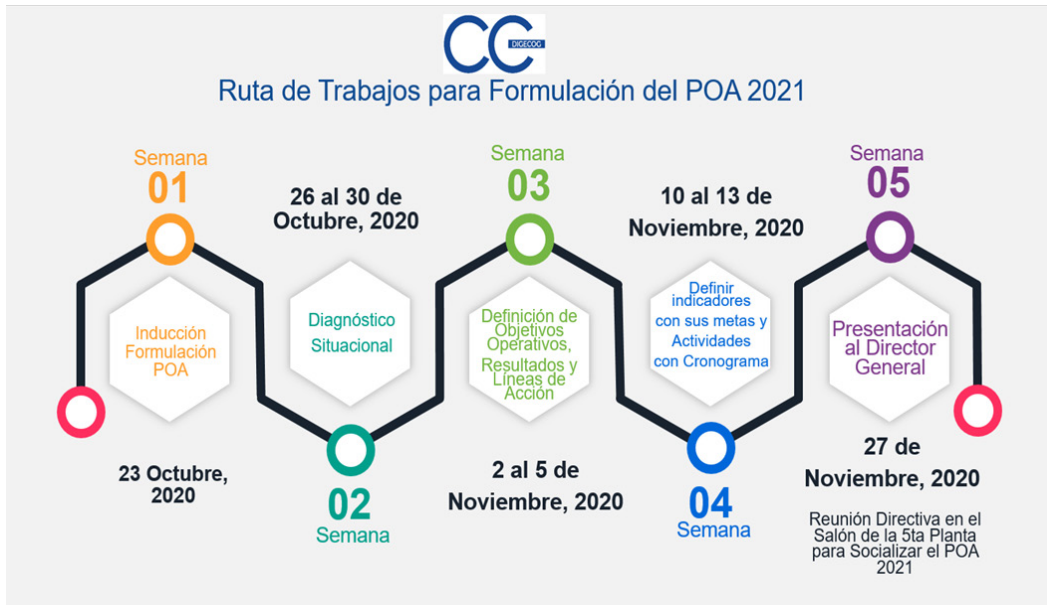 CC
DIGECOG
Ruta de Trabajos para Formulación del POA 2021
Semana
01
Inducción
Formulación
POA
23 Octubre,
2020
26 al 30 de
Octubre, 2020
Diagnóstico
Situacional
02
Semana
Semana
03
Definición de
Objetivos
Operativos,
Resultados y
Líneas de
Acción
2 al 5 de
Noviembre, 2020
10 al 13 de
Noviembre, 2020
Definir
indicadores
con sus metas y
Actividades
con Cronograma
04
Semana
Semana
05
Presentación
al Director
General
27 de
Noviembre, 2020
Reunión Directiva en el
Salón de la 5ta Planta
para Socializar el POA
2021